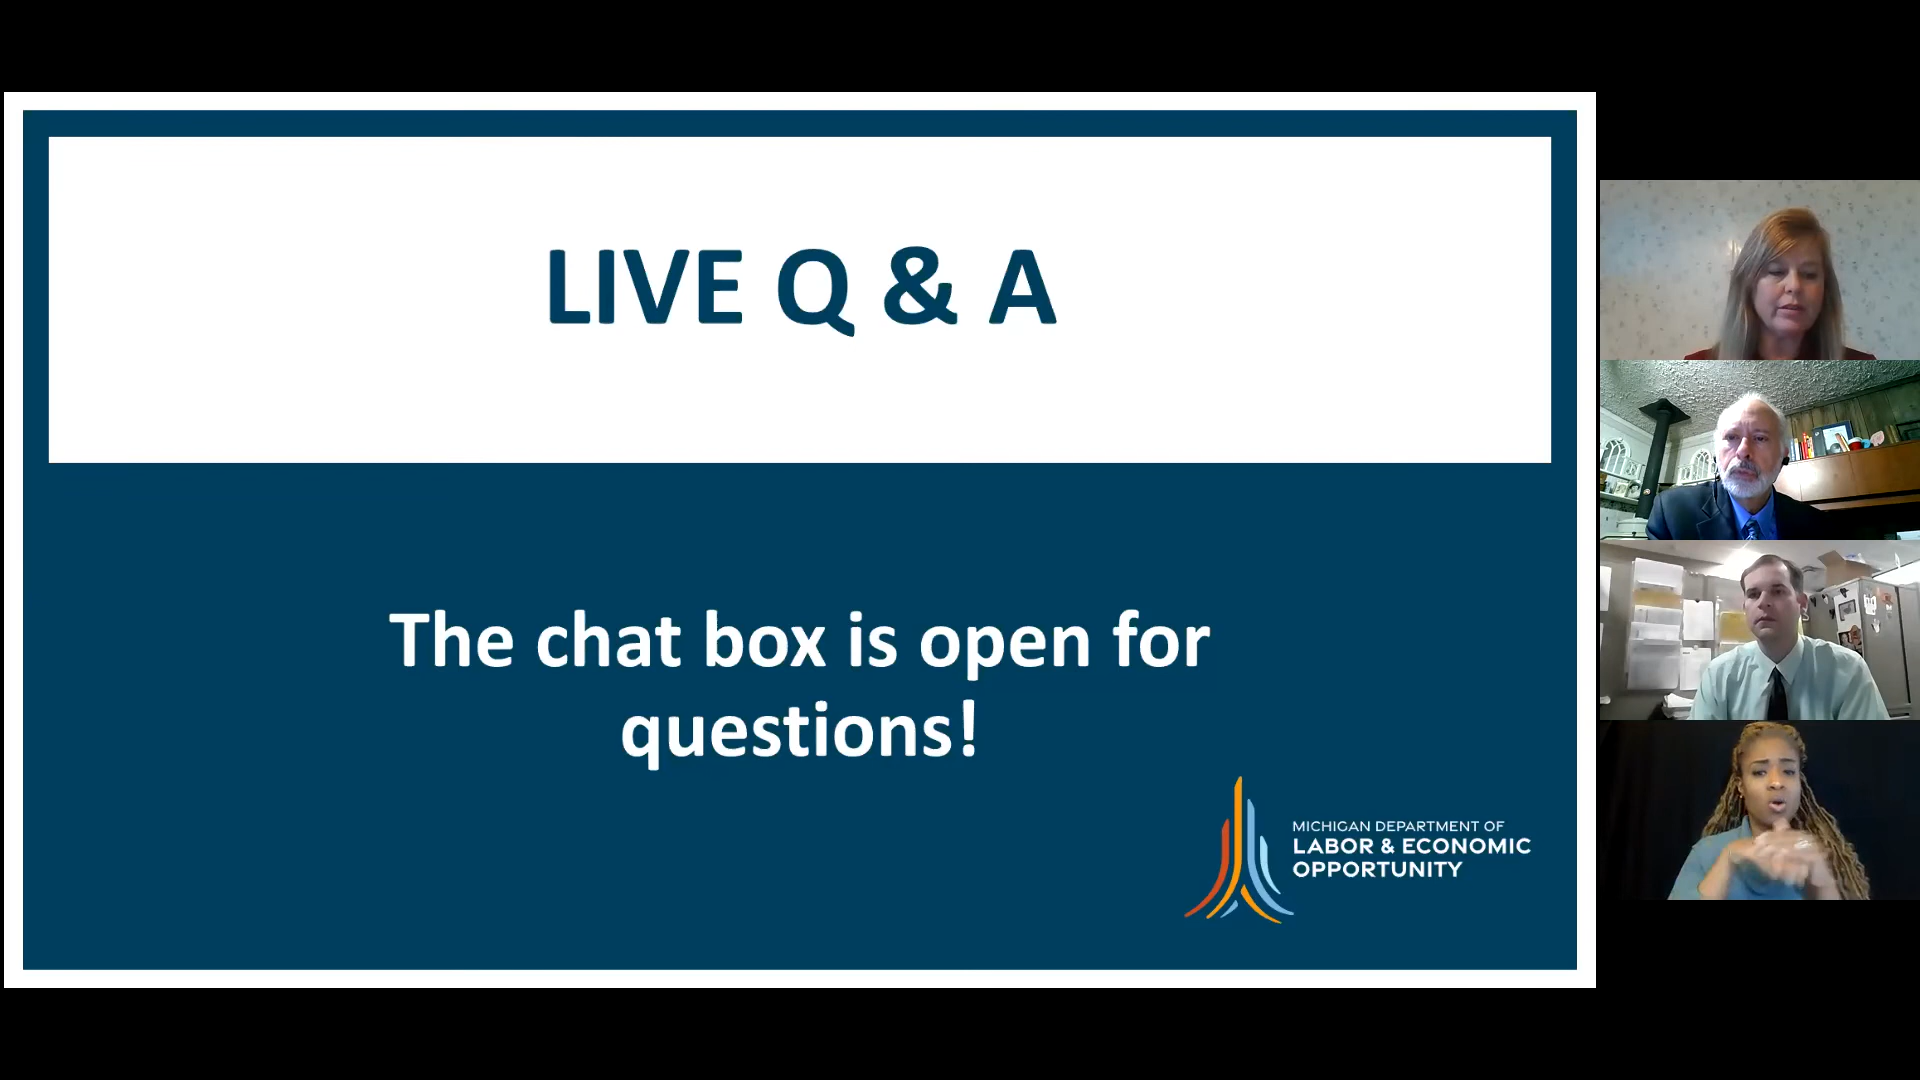 LIVE Q & A
The chat box is open for
questions!
MICHIGAN DEPARTMENT OF
LABOR & ECONOMIC
OPPORTUNITY